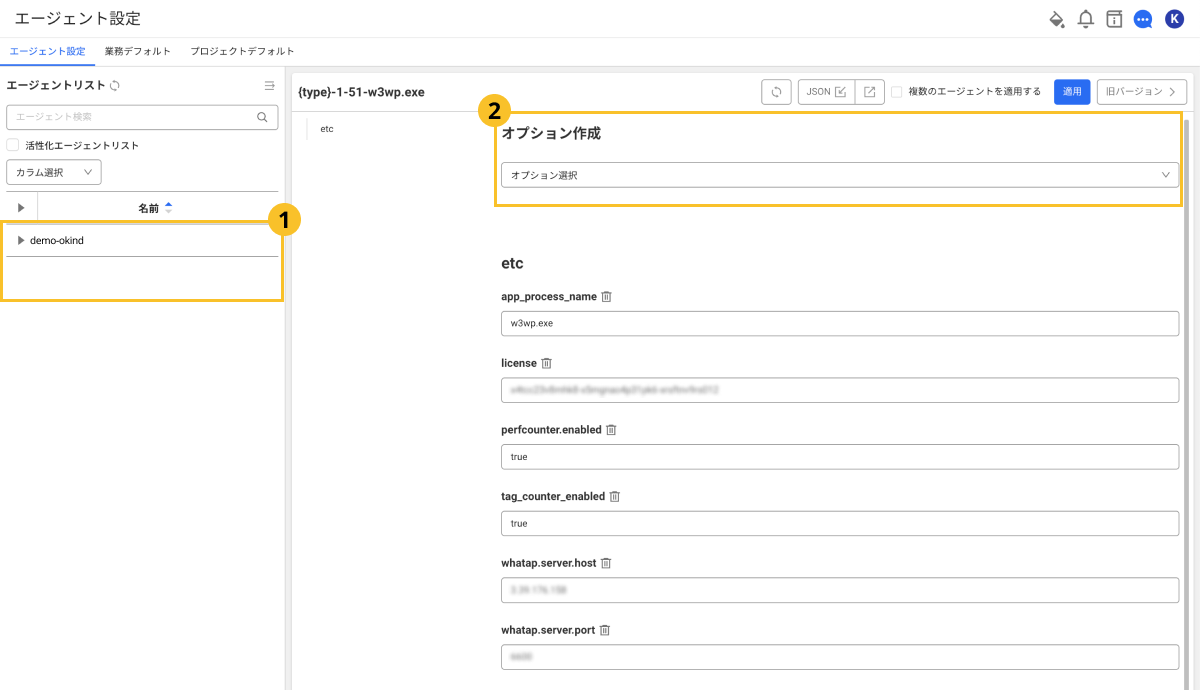 エージェント設定
K
エージェント設定 業務デフォルト プロジェクトデフォルト
エージェントリスト
エージェント検索
活性化エージェントリスト
カラム選択
名前
1
demo-okind
{type}-1-51-w3wp.exe
JSON
複数のエージェントを適用する
適用
旧バージョン
etc
2
オプション作成
オプション選択
etc
app_process_name
w3wp.exe
license
perfcounter.enabled
true
tag_counter_enabled
true
whatap.server.host
whatap.server.port